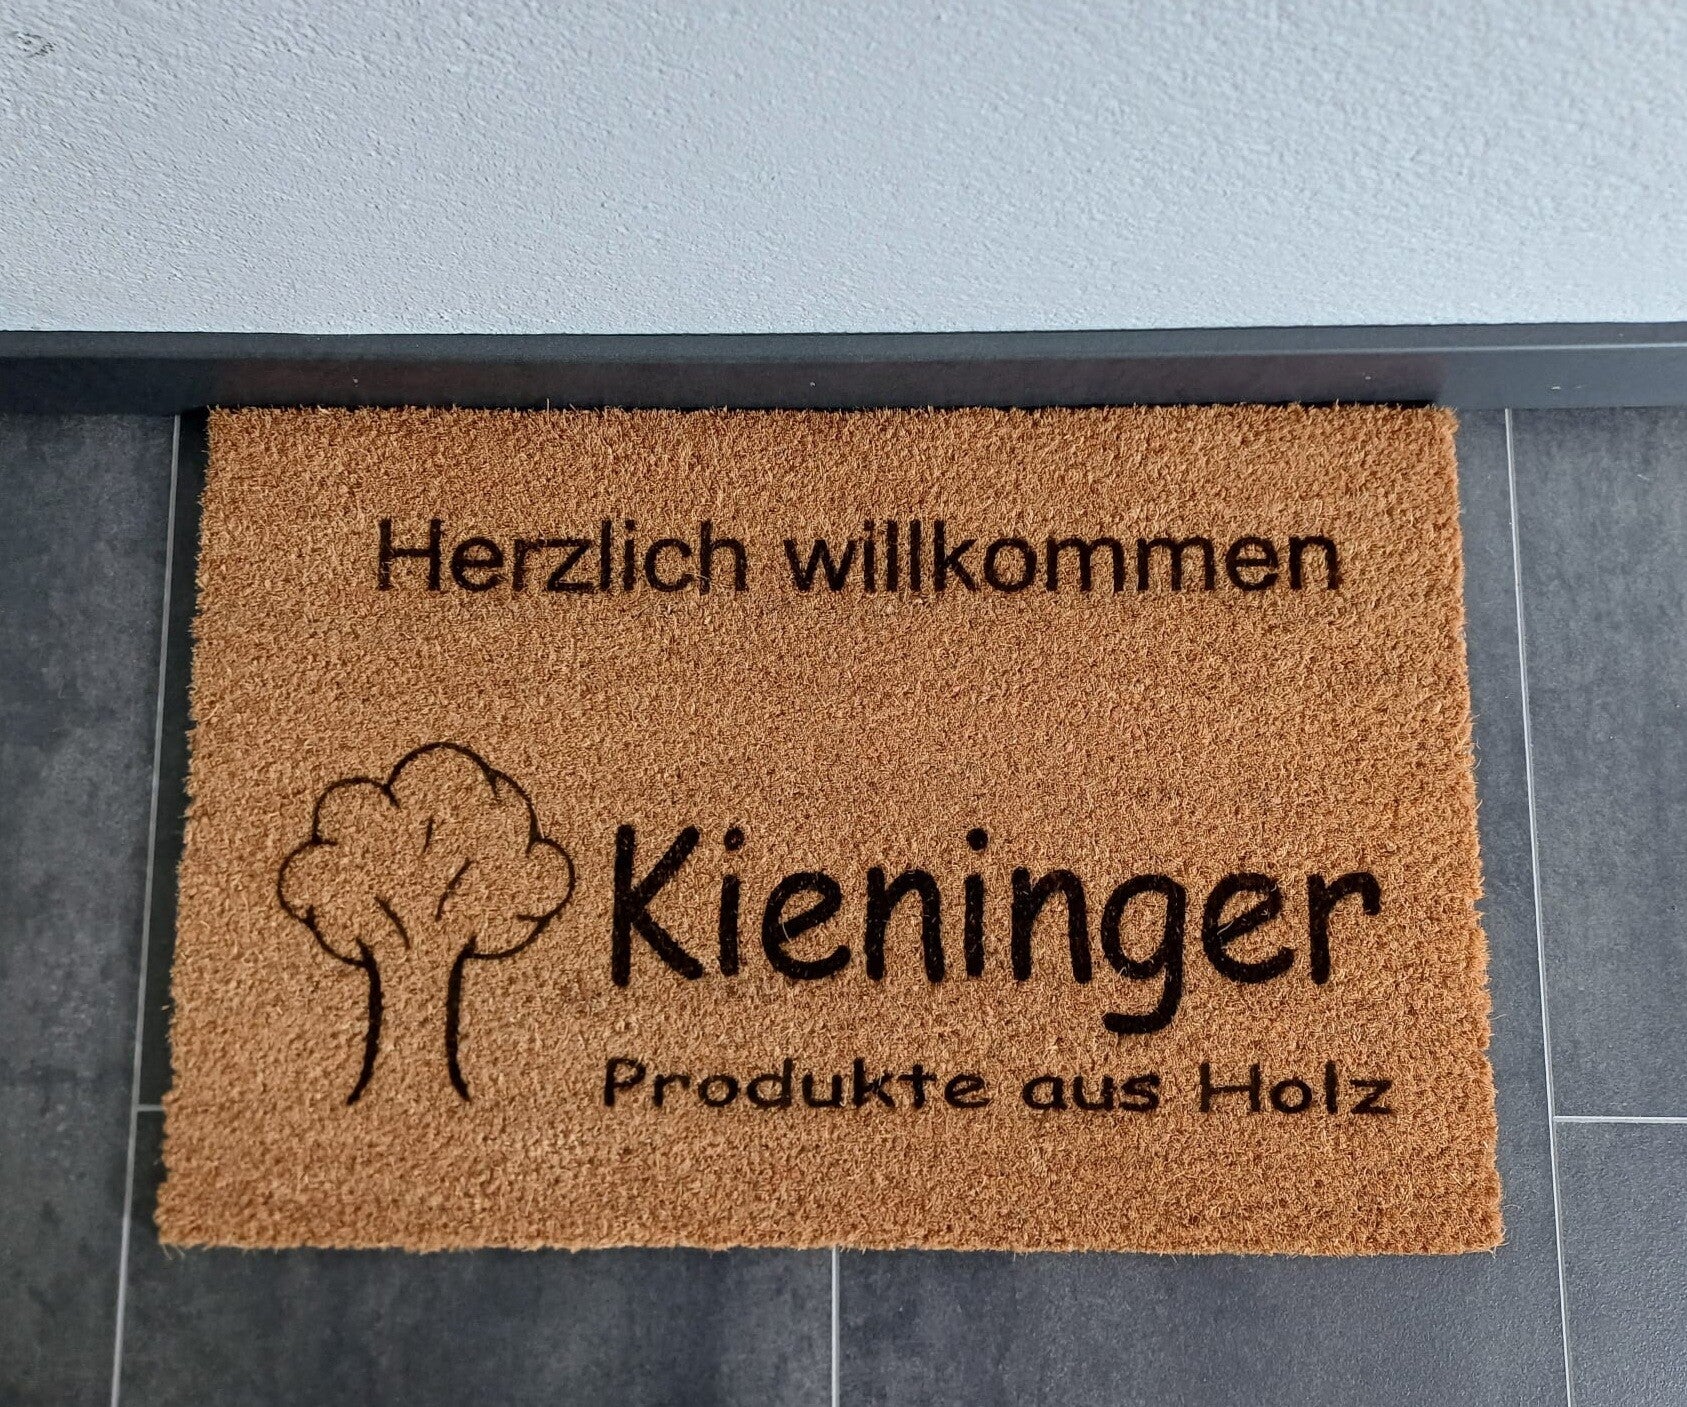 Herzlich willkommen
Kieninger
Produkte aus Holz